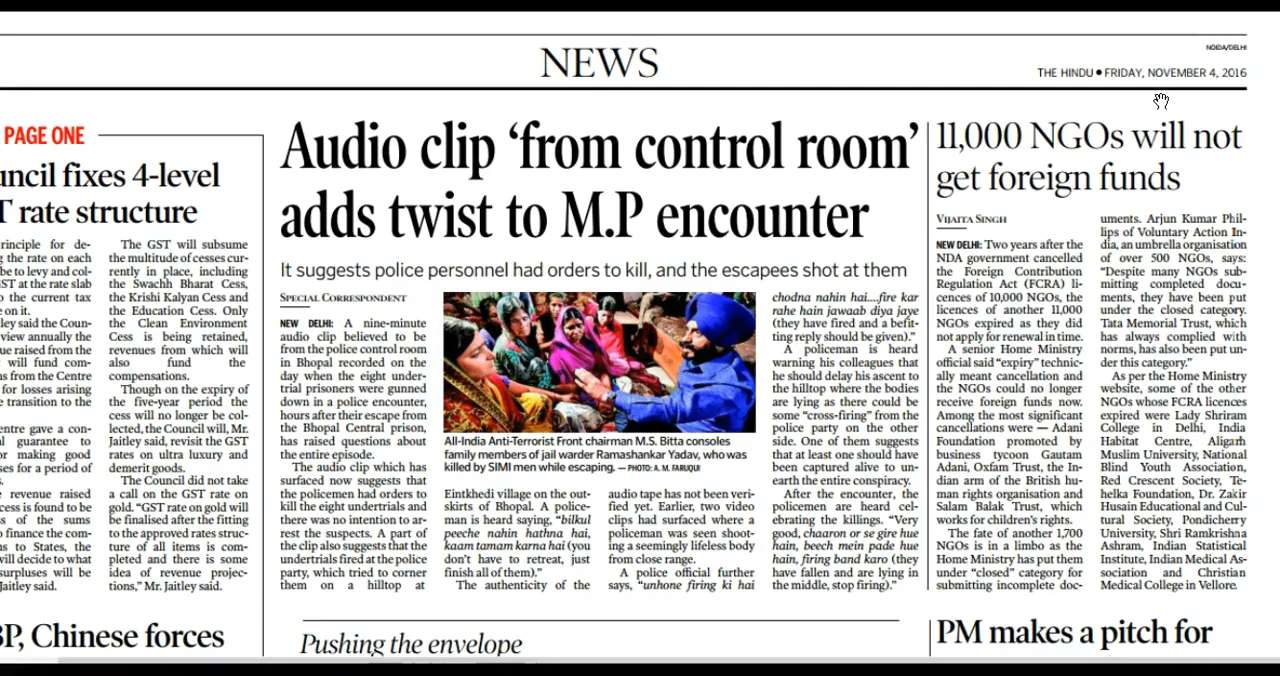 NEWS
NOIDA/DELHI
THE HINDU ● FRIDAY, NOVEMBER 4, 2016
PAGE ONE
uncil fixes 4-level
T rate structure
rinciple for de-
g the rate on each
be to levy and col-
ST at the rate slab
o the current tax
e on it.
ley said the Coun-
view annually the
ue raised from the
will fund com-
ns from the Centre
for losses arising
e transition to the
entre gave a con-
al guarantee to
or making good
ses for a period of
s.
e revenue raised
cess is found to be
s of the sums
o finance the com-
ns to States, the
will decide to what
surpluses will be
Jaitley said.
The GST will subsume
the multitude of cesses cur-
rently in place, including
the Swachh Bharat Cess,
the Krishi Kalyan Cess and
the Education Cess. Only
the Clean Environment
Cess is being retained,
revenues from which will
also fund the
compensations.
Though on the expiry of
the five-year period the
cess will no longer be col-
lected, the Council will, Mr.
Jaitley said, revisit the GST
rates on ultra luxury and
demerit goods.
The Council did not take
a call on the GST rate on
gold. “GST rate on gold will
be finalised after the fitting
to the approved rates struc-
ture of all items is com-
pleted and there is some
idea of revenue projec-
tions,” Mr. Jaitley said.
BP, Chinese forces
Audio clip ‘from control room’
adds twist to M.P encounter
It suggests police personnel had orders to kill, and the escapees shot at them
SPECIAL CORRESPONDENT
NEW DELHI: A nine-minute
audio clip believed to be
from the police control room
in Bhopal recorded on the
day when the eight under-
trial prisoners were gunned
down in a police encounter,
hours after their escape from
the Bhopal Central prison,
has raised questions about
the entire episode.
The audio clip which has
surfaced now suggests that
the policemen had orders to
kill the eight undertrials and
there was no intention to ar-
rest the suspects. A part of
the clip also suggests that the
undertrials fired at the police
party, which tried to corner
them on a hilltop at
All-India Anti-Terrorist Front chairman M.S. Bitta consoles
family members of jail warder Ramashankar Yadav, who was
killed by SIMI men while escaping. — PHOTO: A. M. FARUQUI
Eintkhedi village on the out-
skirts of Bhopal. A police-
man is heard saying, “bilkul
peeche nahin hathna hai,
kaam tamam karna hai (you
don’t have to retreat, just
finish all of them).”
The authenticity of the
audio tape has not been veri-
fied yet. Earlier, two video
clips had surfaced where a
policeman was seen shoot-
ing a seemingly lifeless body
from close range.
A police official further
says, “unhone firing ki hai
chodna nahin hai....fire kar
rahe hain jawaab diya jaye
(they have fired and a befit-
ting reply should be given).”
A policeman is heard
warning his colleagues that
he should delay his ascent to
the hilltop where the bodies
are lying as there could be
some “cross-firing” from the
police party on the other
side. One of them suggests
that at least one should have
been captured alive to un-
earth the entire conspiracy.
After the encounter, the
policemen are heard cel-
ebrating the killings. “Very
good, chaaron or se gire hue
hain, beech mein pade hue
hain, firing band karo (they
have fallen and are lying in
the middle, stop firing).”
Pushing the envelope
11,000 NGOs will not
get foreign funds
VIJAITA SINGH
NEW DELHI: Two years after the
NDA government cancelled
the Foreign Contribution
Regulation Act (FCRA) li-
cences of 10,000 NGOs, the
licences of another 11,000
NGOs expired as they did
not apply for renewal in time.
A senior Home Ministry
official said “expiry” technic-
ally meant cancellation and
the NGOs could no longer
receive foreign funds now.
Among the most significant
cancellations were — Adani
Foundation promoted by
business tycoon Gautam
Adani, Oxfam Trust, the In-
dian arm of the British hu-
man rights organisation and
Salam Balak Trust, which
works for children’s rights.
The fate of another 1,700
NGOs is in a limbo as the
Home Ministry has put them
under “closed” category for
submitting incomplete doc-
uments. Arjun Kumar Phil-
lips of Voluntary Action In-
dia, an umbrella organisation
of over 500 NGOs, says:
“Despite many NGOs sub-
mitting completed docu-
ments, they have been put
under the closed category.
Tata Memorial Trust, which
has always complied with
norms, has also been put un-
der this category.”
As per the Home Ministry
website, some of the other
NGOs whose FCRA licences
expired were Lady Shriram
College in Delhi, India
Habitat Centre, Aligarh
Muslim University, National
Blind Youth Association,
Red Crescent Society, Te-
helka Foundation, Dr. Zakir
Husain Educational and Cul-
tural Society, Pondicherry
University, Shri Ramkrishna
Ashram, Indian Statistical
Institute, Indian Medical As-
sociation and Christian
Medical College in Vellore.
PM makes a pitch for